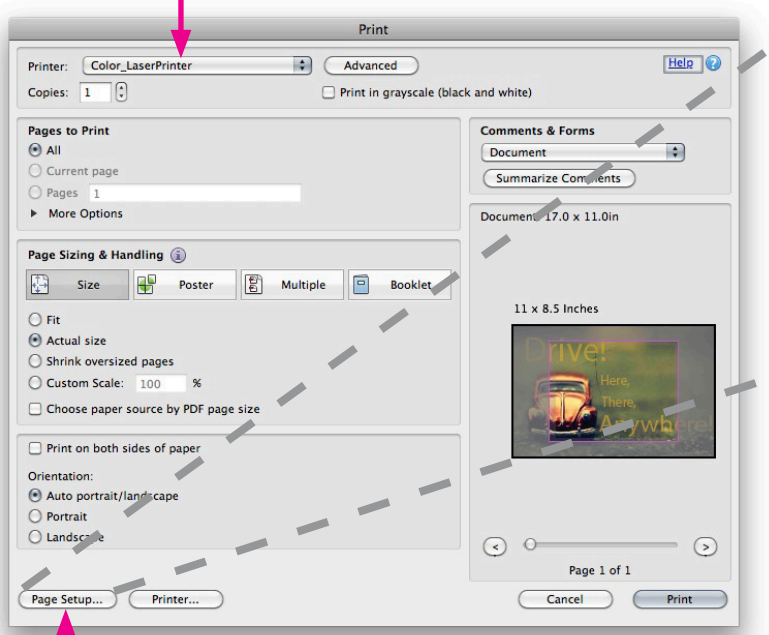 Print
Printer: Color_LaserPrinter Advanced Help ?
Copies: 1 Print in grayscale (black and white)
Pages to Print
All
Current page
Pages 1
More Options
Comments & Forms
Document
Summarize Comments
Page Sizing & Handling i
Size Poster Multiple Booklet
Fit
Actual size
Shrink oversized pages
Custom Scale: 100 %
Choose paper source by PDF page size
Print on both sides of paper
Orientation:
Auto portrait/landscape
Portrait
Landscape
Document: 17.0 x 11.0in
11 x 8.5 Inches
Drive!
Here,
There,
Anywhere!
< >
Page 1 of 1
Page Setup... Printer... Cancel Print